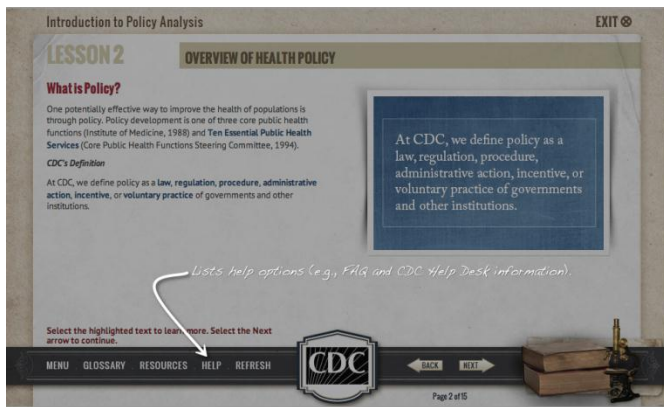 Introduction to Policy Analysis
EXIT
LESSON 2
OVERVIEW OF HEALTH POLICY
What is Policy?
One potentially effective way to improve the health of populations is
through policy. Policy development is one of three core public health
functions (Institute of Medicine, 1988) and Ten Essential Public Health
Services (Core Public Health Functions Steering Committee, 1994).
CDC's Definition
At CDC, we define policy as a law, regulation, procedure, administrative
action, incentive, or voluntary practice of governments and other
institutions.
At CDC, we define policy as a
law, regulation, procedure,
administrative action, incentive, or
voluntary practice of governments
and other institutions.
Lists help options (e.g., FAQ and CDC Help Desk information).
Select the highlighted text to learn more. Select the Next
arrow to continue.
MENU GLOSSARY RESOURCES HELP REFRESH
CDC
BACK NEXT
Page 2 of 15